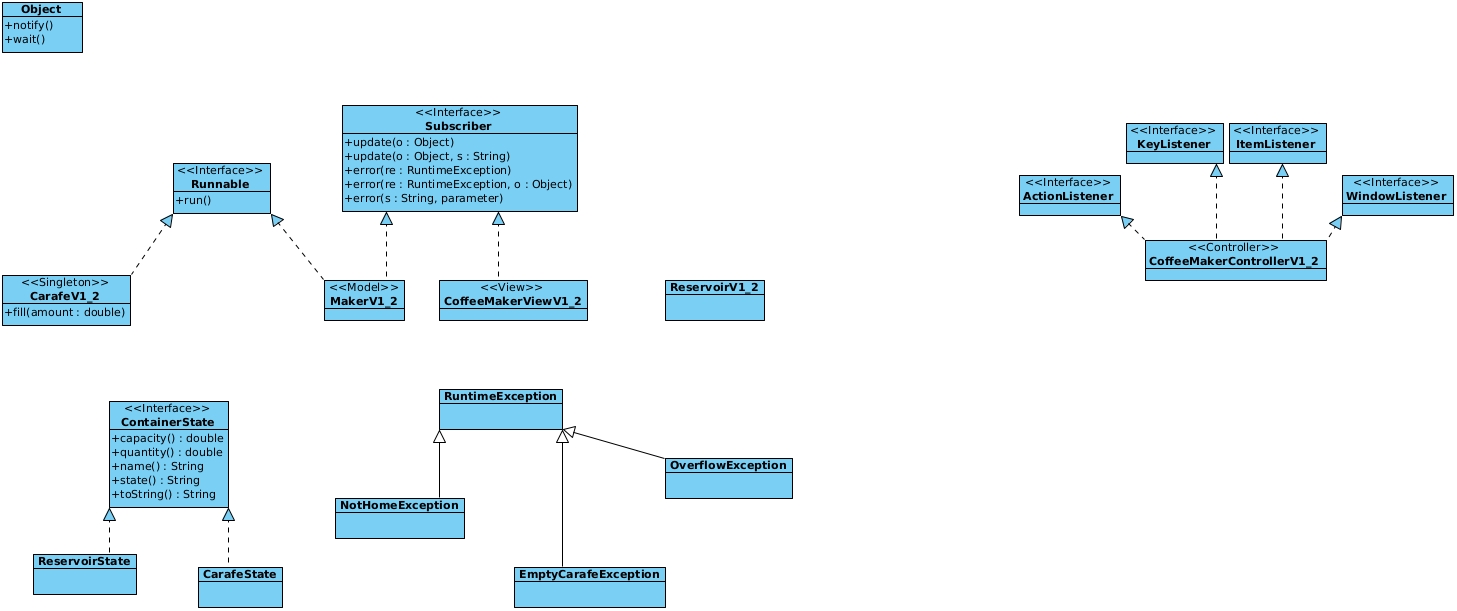 Object
+notify()
+wait()
<<Interface>>
Subscriber
+update(o : Object)
+update(o : Object, s : String)
+error(re : RuntimeException)
+error(re : RuntimeException, o : Object)
+error(s : String, parameter)
<<Interface>>
KeyListener
<<Interface>>
ItemListener
<<Interface>>
Runnable
+run()
<<Interface>>
ActionListener
<<Interface>>
WindowListener
<<Controller>>
CoffeeMakerControllerV1_2
<<Singleton>>
CarafeV1_2
+fill(amount : double)
<<Model>>
MakerV1_2
<<View>>
CoffeeMakerViewV1_2
ReservoirV1_2
<<Interface>>
ContainerState
+capacity() : double
+quantity() : double
+name() : String
+state() : String
+toString() : String
RuntimeException
OverflowException
NotHomeException
ReservoirState
CarafeState
EmptyCarafeException